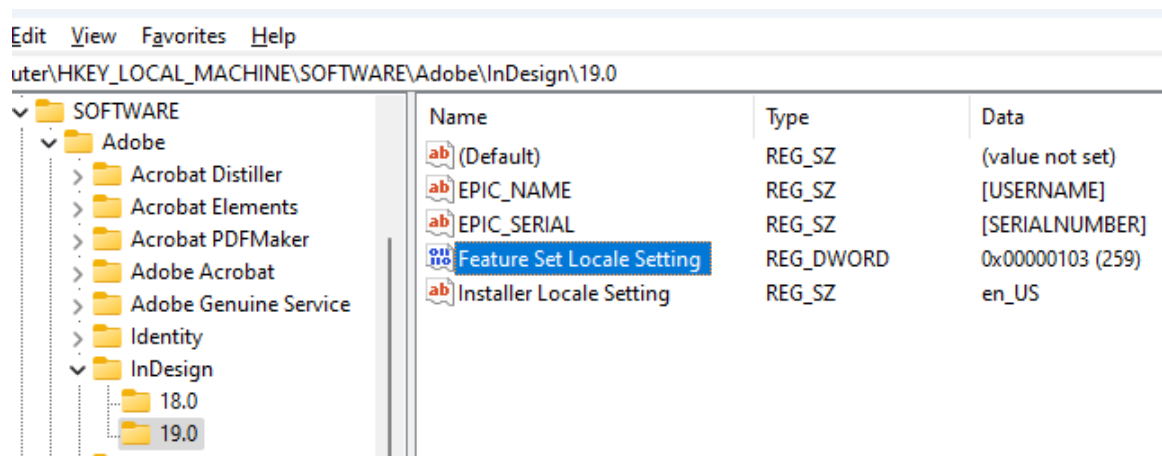 Edit View Favorites Help
uter\HKEY_LOCAL_MACHINE\SOFTWARE\Adobe\InDesign\19.0
SOFTWARE
Adobe
Acrobat Distiller
Acrobat Elements
Acrobat PDFMaker
Adobe Acrobat
Adobe Genuine Service
Identity
InDesign
18.0
19.0
Name Type Data
(Default) REG_SZ (value not set)
EPIC_NAME REG_SZ [USERNAME]
EPIC_SERIAL REG_SZ [SERIALNUMBER]
Feature Set Locale Setting REG_DWORD 0x00000103 (259)
Installer Locale Setting REG_SZ en_US